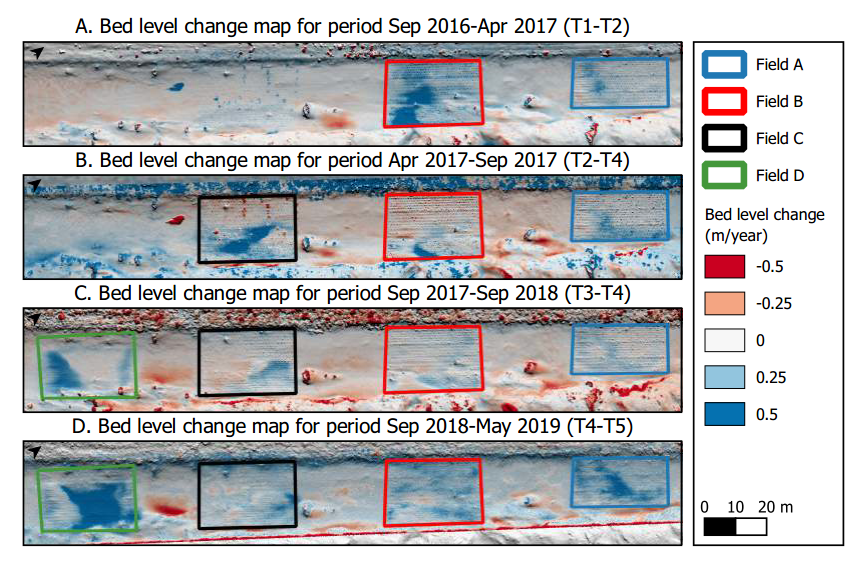 A. Bed level change map for period Sep 2016-Apr 2017 (T1-T2)
B. Bed level change map for period Apr 2017-Sep 2017 (T2-T4)
C. Bed level change map for period Sep 2017-Sep 2018 (T3-T4)
D. Bed level change map for period Sep 2018-May 2019 (T4-T5)
Field A
Field B
Field C
Field D
Bed level change
(m/year)
-0.5
-0.25
0
0.25
0.5
0 10 20 m